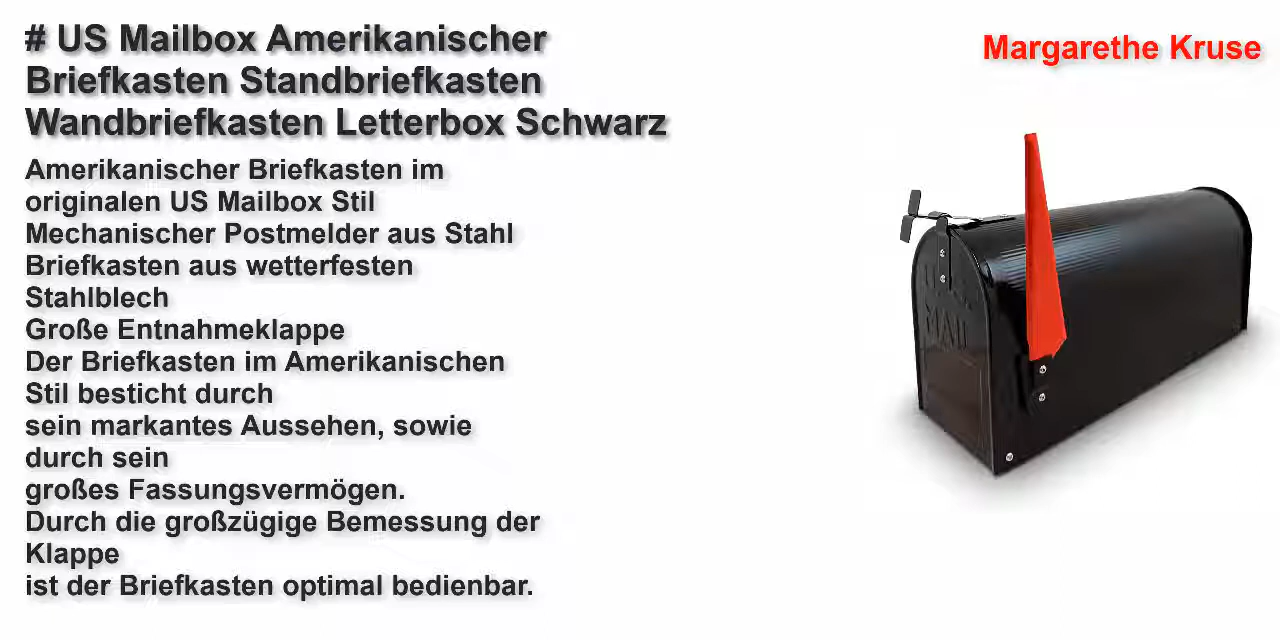 # US Mailbox Amerikanischer
Briefkasten Standbriefkasten
Wandbriefkasten Letterbox Schwarz
Margarethe Kruse
Amerikanischer Briefkasten im
originalen US Mailbox Stil
Mechanischer Postmelder aus Stahl
Briefkasten aus wetterfesten
Stahlblech
Große Entnahmeklappe
Der Briefkasten im Amerikanischen
Stil besticht durch
sein markantes Aussehen, sowie
durch sein
großes Fassungsvermögen.
Durch die großzügige Bemessung der
Klappe
ist der Briefkasten optimal bedienbar.
MAIL